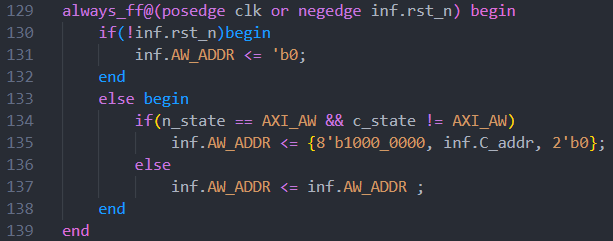 129 always_ff@(posedge clk or negedge inf.rst_n) begin
130     if(!inf.rst_n)begin
131         inf.AW_ADDR <= 'b0;
132     end
133     else begin
134         if(n_state == AXI_AW && c_state != AXI_AW)
135             inf.AW_ADDR <= {8'b1000_0000, inf.C_addr, 2'b0};
136         else
137             inf.AW_ADDR <= inf.AW_ADDR ;
138     end
139 end